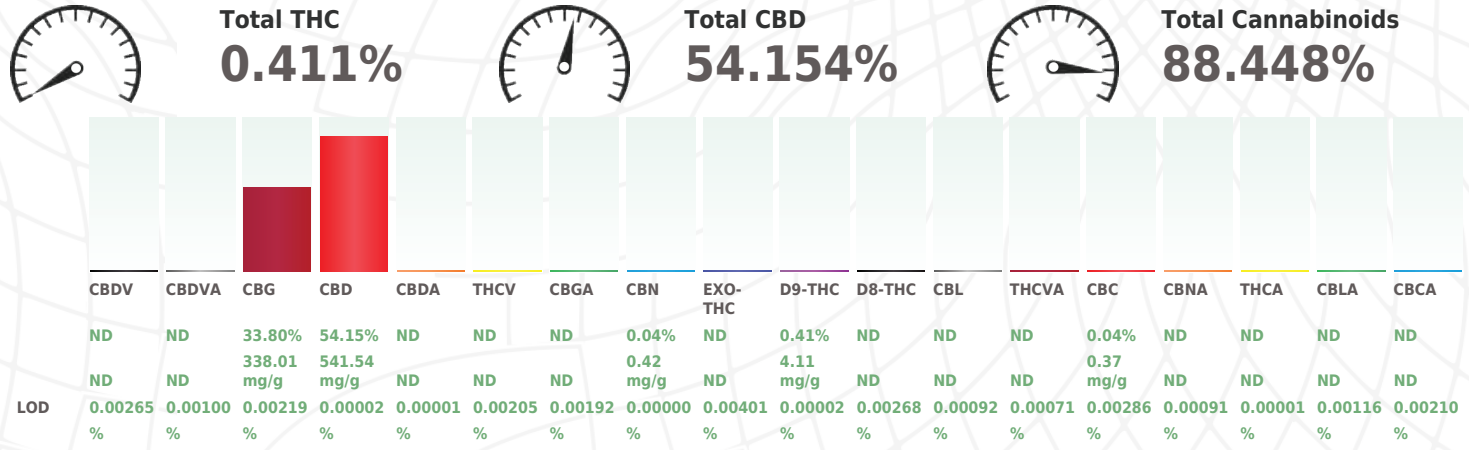 Total THC Total CBD Total Cannabinoids
0.411% 54.154% 88.448%
CBDV CBDVA CBG CBD CBDA THCV CBGA CBN EXO- D9-THC D8-THC CBL THCVA CBC CBNA THCA CBLA CBCA
THC
ND ND 33.80% 54.15% ND ND ND 0.04% ND 0.41% ND ND ND 0.04% ND ND ND ND
338.01 541.54 0.42 4.11 0.37
ND ND mg/g mg/g ND ND ND mg/g ND mg/g ND ND ND mg/g ND ND ND ND
LOD 0.00265 0.00100 0.00219 0.00002 0.00001 0.00205 0.00192 0.00000 0.00401 0.00002 0.00268 0.00092 0.00071 0.00286 0.00091 0.00001 0.00116 0.00210
% % % % % % % % % % % % % % % % % %